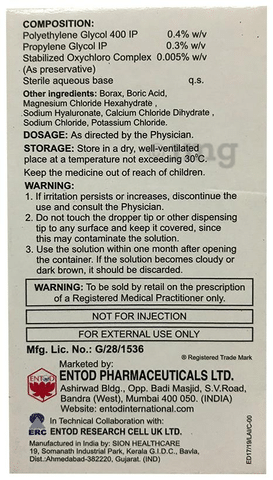 COMPOSITION:
Polyethylene Glycol 400 IP 0.4% w/v
Propylene Glycol IP 0.3% w/v
Stabilized Oxychloro Complex 0.005% w/v
(As preservative)
Sterile aqueous base q.s.
Other ingredients: Borax, Boric Acid,
Magnesium Chloride Hexahydrate ,
Sodium Hyaluronate, Calcium Chloride Dihydrate ,
Sodium Chloride, Potassium Chloride.
DOSAGE: As directed by the Physician.
STORAGE: Store in a dry, well-ventilated
place at a temperature not exceeding 30°C.
Keep the medicine out of reach of children.
WARNING:
1. If irritation persists or increases, discontinue the
use and consult the Physician.
2. Do not touch the dropper tip or other dispensing
tip to any surface and keep it covered, since
this may contaminate the solution.
3. Use the solution within one month after opening
the container. If the solution becomes cloudy or
dark brown, it should be discarded.
WARNING: To be sold by retail on the prescription
of a Registered Medical Practitioner only.
NOT FOR INJECTION
FOR EXTERNAL USE ONLY
Mfg. Lic. No.: G/28/1536
® Registered Trade Mark
Marketed by:
ENTOD PHARMACEUTICALS LTD.
Ashirwad Bldg., Opp. Badi Masjid, S.V.Road,
Bandra (West), Mumbai 400 050. (INDIA)
Website: entodinternational.com
ENTOD
In Technical Collaboration with:
ERC ENTOD RESEARCH CELL UK LTD.
Manufactured in India by: SION HEALTHCARE
19, Somanath Industrial Park, Kerala G.I.D.C., Bavla,
Dist.:Ahmedabad-382220, Gujarat. (IND)
ED17/19/LAI/C-00